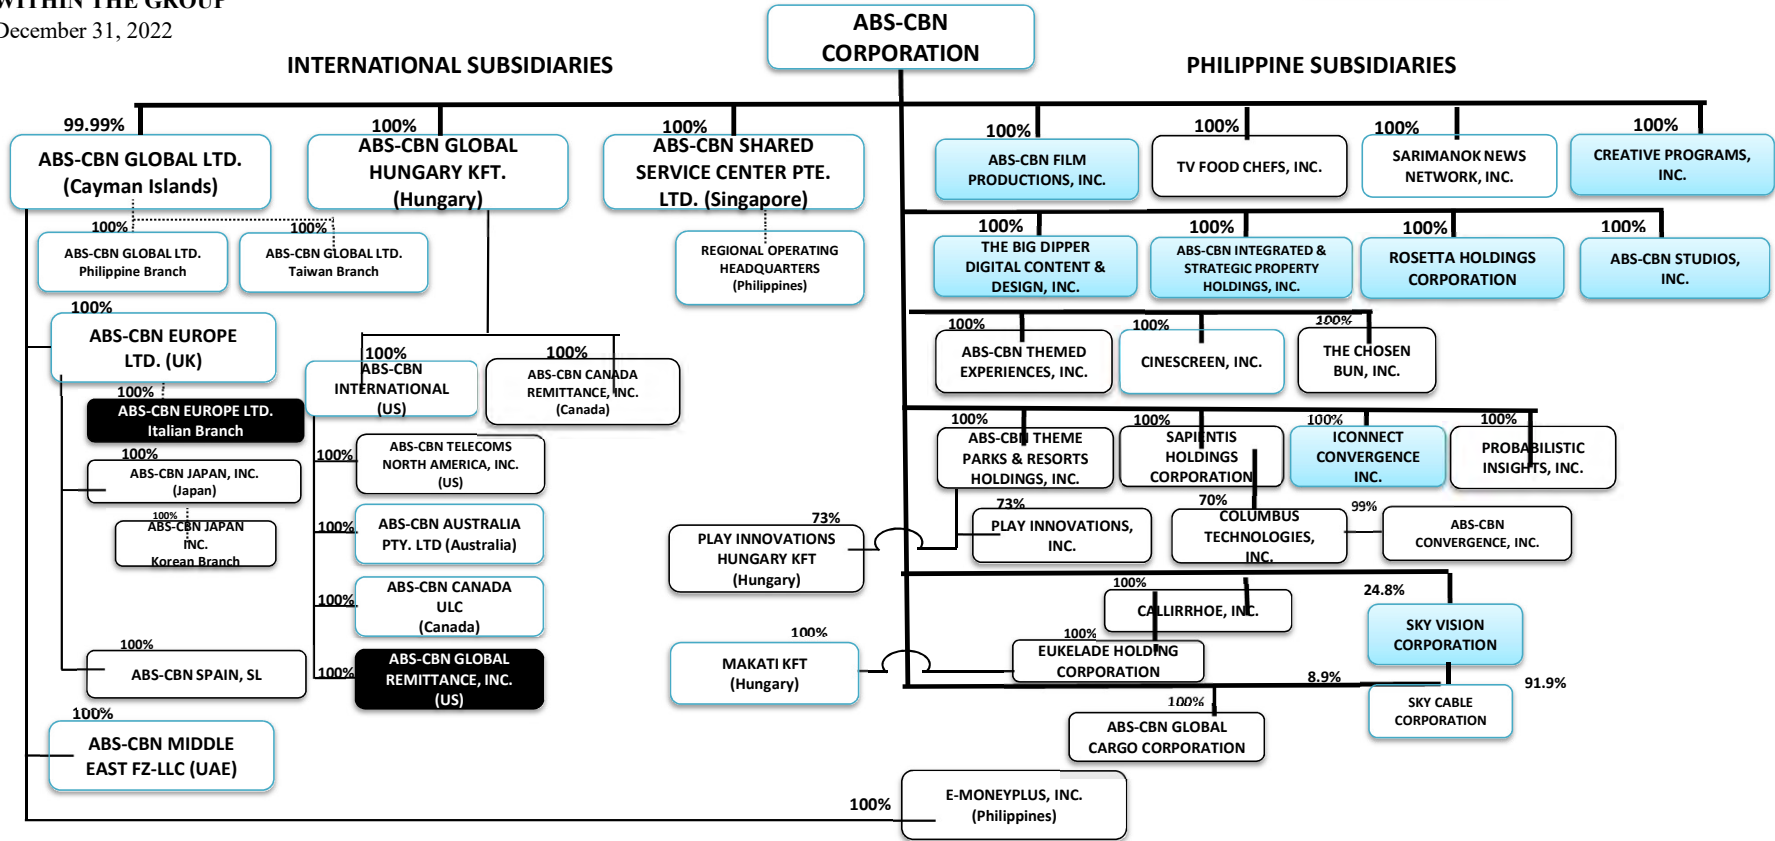 WITHIN THE GROUP
December 31, 2022
ABS-CBN
CORPORATION
INTERNATIONAL SUBSIDIARIES
PHILIPPINE SUBSIDIARIES
99.99%
ABS-CBN GLOBAL LTD.
(Cayman Islands)
100%
ABS-CBN GLOBAL
HUNGARY KFT.
(Hungary)
100%
ABS-CBN SHARED
SERVICE CENTER PTE.
LTD. (Singapore)
100%
ABS-CBN FILM
PRODUCTIONS, INC.
100%
TV FOOD CHEFS, INC.
100%
SARIMANOK NEWS
NETWORK, INC.
100%
CREATIVE PROGRAMS,
INC.
100%
ABS-CBN GLOBAL LTD.
Philippine Branch
100%
ABS-CBN GLOBAL LTD.
Taiwan Branch
REGIONAL OPERATING
HEADQUARTERS
(Philippines)
100%
THE BIG DIPPER
DIGITAL CONTENT &
DESIGN, INC.
100%
ABS-CBN INTEGRATED &
STRATEGIC PROPERTY
HOLDINGS, INC.
100%
ROSETTA HOLDINGS
CORPORATION
100%
ABS-CBN STUDIOS,
INC.
100%
ABS-CBN EUROPE
LTD. (UK)
100%
ABS-CBN
INTERNATIONAL
(US)
100%
ABS-CBN CANADA
REMITTANCE, INC.
(Canada)
100%
ABS-CBN THEMED
EXPERIENCES, INC.
100%
CINESCREEN, INC.
100%
THE CHOSEN
BUN, INC.
100%
ABS-CBN EUROPE LTD.
Italian Branch
100%
ABS-CBN TELECOMS
NORTH AMERICA, INC.
(US)
100%
ABS-CBN THEME
PARKS & RESORTS
HOLDINGS, INC.
100%
SAPIENTIS
HOLDINGS
CORPORATION
100%
ICONNECT
CONVERGENCE
INC.
100%
PROBABILISTIC
INSIGHTS, INC.
100%
ABS-CBN JAPAN, INC.
(Japan)
100%
ABS-CBN JAPAN
INC.
Korean Branch
100%
ABS-CBN AUSTRALIA
PTY. LTD (Australia)
73%
PLAY INNOVATIONS
HUNGARY KFT
(Hungary)
73%
PLAY INNOVATIONS,
INC.
70%
COLUMBUS
TECHNOLOGIES,
INC.
99%
ABS-CBN
CONVERGENCE, INC.
100%
ABS-CBN CANADA
ULC
(Canada)
100%
CALLIRRHOE, INC.
24.8%
SKY VISION
CORPORATION
100%
ABS-CBN SPAIN, SL
100%
ABS-CBN GLOBAL
REMITTANCE, INC.
(US)
100%
MAKATI KFT
(Hungary)
100%
EUKELADE HOLDING
CORPORATION
8.9%
91.9%
SKY CABLE
CORPORATION
100%
ABS-CBN MIDDLE
EAST FZ-LLC (UAE)
100%
ABS-CBN GLOBAL
CARGO CORPORATION
100%
E-MONEYPLUS, INC.
(Philippines)